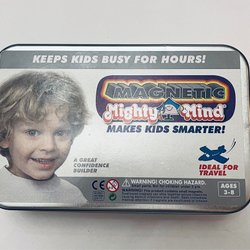 KEEPS KIDS BUSY FOR HOURS!
MAGNETIC
Mighty Mind
MAKES KIDS SMARTER!
A GREAT
CONFIDENCE
BUILDER
IDEAL FOR
TRAVEL
WARNING! CHOKING HAZARD.
AGES
3-8